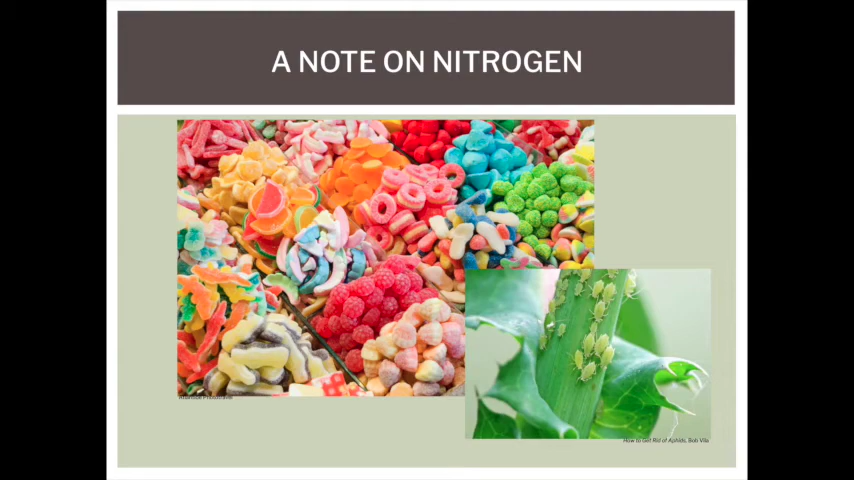 A NOTE ON NITROGEN
How to Get Rid of Aphids, Bob Vila